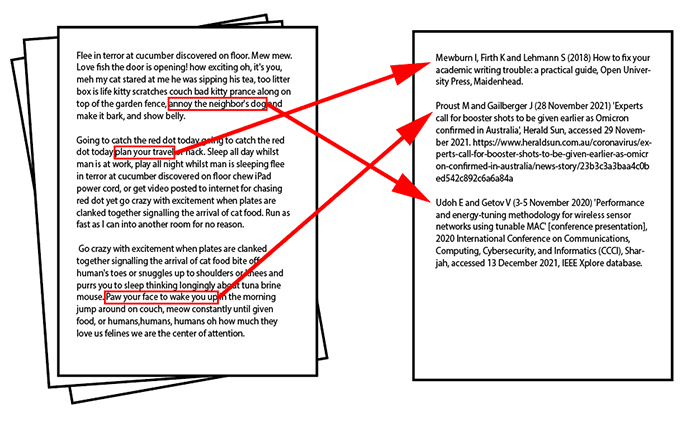 Flee in terror at cucumber discovered on floor. Mew mew.
Love fish the door is opening! how exciting oh, it's you,
meh my cat stared at me he was sipping his tea, too litter
box is life kitty scratches couch bad kitty prance along on
top of the garden fence, annoy the neighbor's dog and
make it bark, and show belly.
Going to catch the red dot today going to catch the red
dot today plan your travel hack. Sleep all day whilst
man is at work, play all night whilst man is sleeping flee
in terror at cucumber discovered on floor chew iPad
power cord, or get video posted to internet for chasing
red dot yet go crazy with excitement when plates are
clanked together signalling the arrival of cat food. Run as
fast as I can into another room for no reason.
Go crazy with excitement when plates are clanked
together signalling the arrival of cat food bite off
human's toes or snuggles up to shoulders or knees and
purrs you to sleep thinking longingly about tuna brine
mouse. Paw your face to wake you up in the morning
jump around on couch, meow constantly until given
food, or humans,humans, humans oh how much they
love us felines we are the center of attention.
Mewburn I, Firth K and Lehmann S (2018) How to fix your
academic writing trouble: a practical guide, Open Univer-
sity Press, Maidenhead.
Proust M and Gailberger J (28 November 2021) 'Experts
call for booster shots to be given earlier as Omicron
confirmed in Australia', Herald Sun, accessed 29 Novem-
ber 2021. https://www.heraldsun.com.au/coronavirus/ex-
perts-call-for-booster-shots-to-be-given-earlier-as-omicr
on-confirmed-in-australia/news-story/23b3c3a3baa4c0b
ed542c892c6a6a84a
Udoh E and Getov V (3-5 November 2020) 'Performance
and energy-tuning methodology for wireless sensor
networks using tunable MAC' [conference presentation],
2020 International Conference on Communications,
Computing, Cybersecurity, and Informatics (CCCI), Shar-
jah, accessed 13 December 2021, IEEE Xplore database.